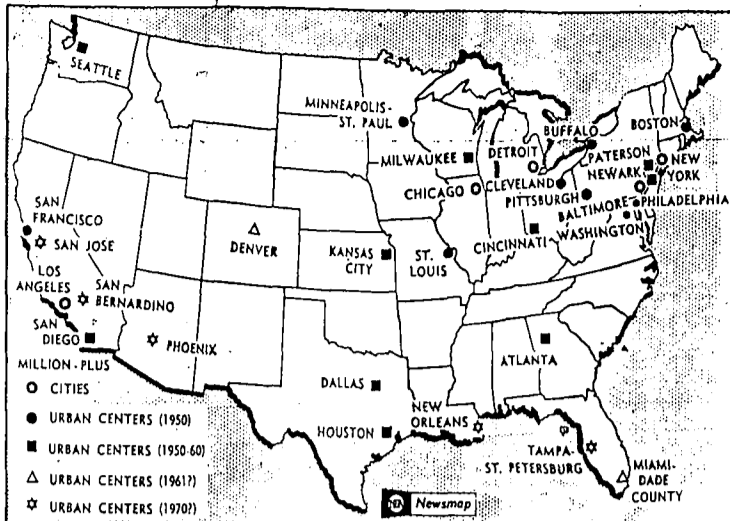 SEATTLE
MINNEAPOLIS-
ST. PAUL
MILWAUKEE
CHICAGO
DETROIT
CLEVELAND
BUFFALO
PITTSBURGH
BOSTON
PATERSON
NEWARK
NEW
YORK
PHILADELPHIA
BALTIMORE
WASHINGTON
CINCINNATI
ST.
LOUIS
KANSAS
CITY
DENVER
SAN
FRANCISCO
SAN JOSE
LOS
ANGELES
SAN
BERNARDINO
SAN
DIEGO
PHOENIX
DALLAS
HOUSTON
NEW
ORLEANS
ATLANTA
TAMPA-
ST. PETERSBURG
MIAMI-
DADE
COUNTY
MILLION-PLUS
CITIES
URBAN CENTERS (1950)
URBAN CENTERS (1950-60)
URBAN CENTERS (1961?)
URBAN CENTERS (1970?)
NEA Newsmap